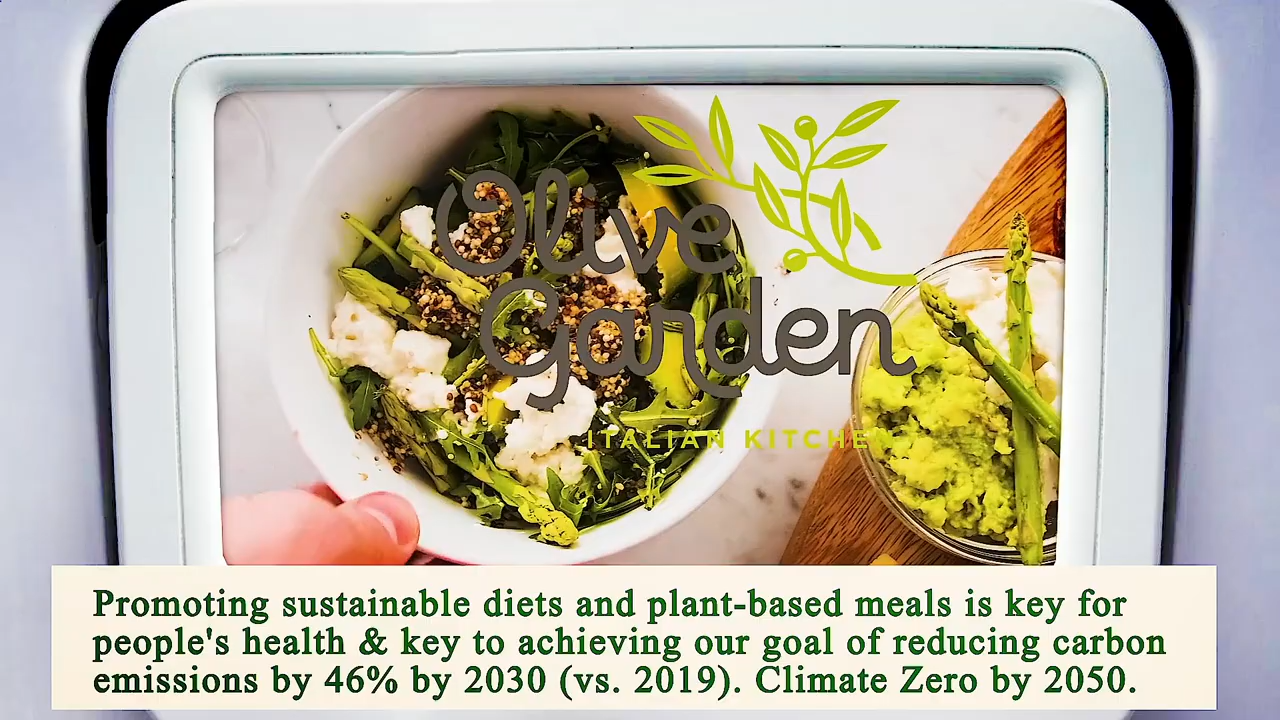 Olive
Garden
ITALIAN KITCHEN
Promoting sustainable diets and plant-based meals is key for
people's health & key to achieving our goal of reducing carbon
emissions by 46% by 2030 (vs. 2019). Climate Zero by 2050.